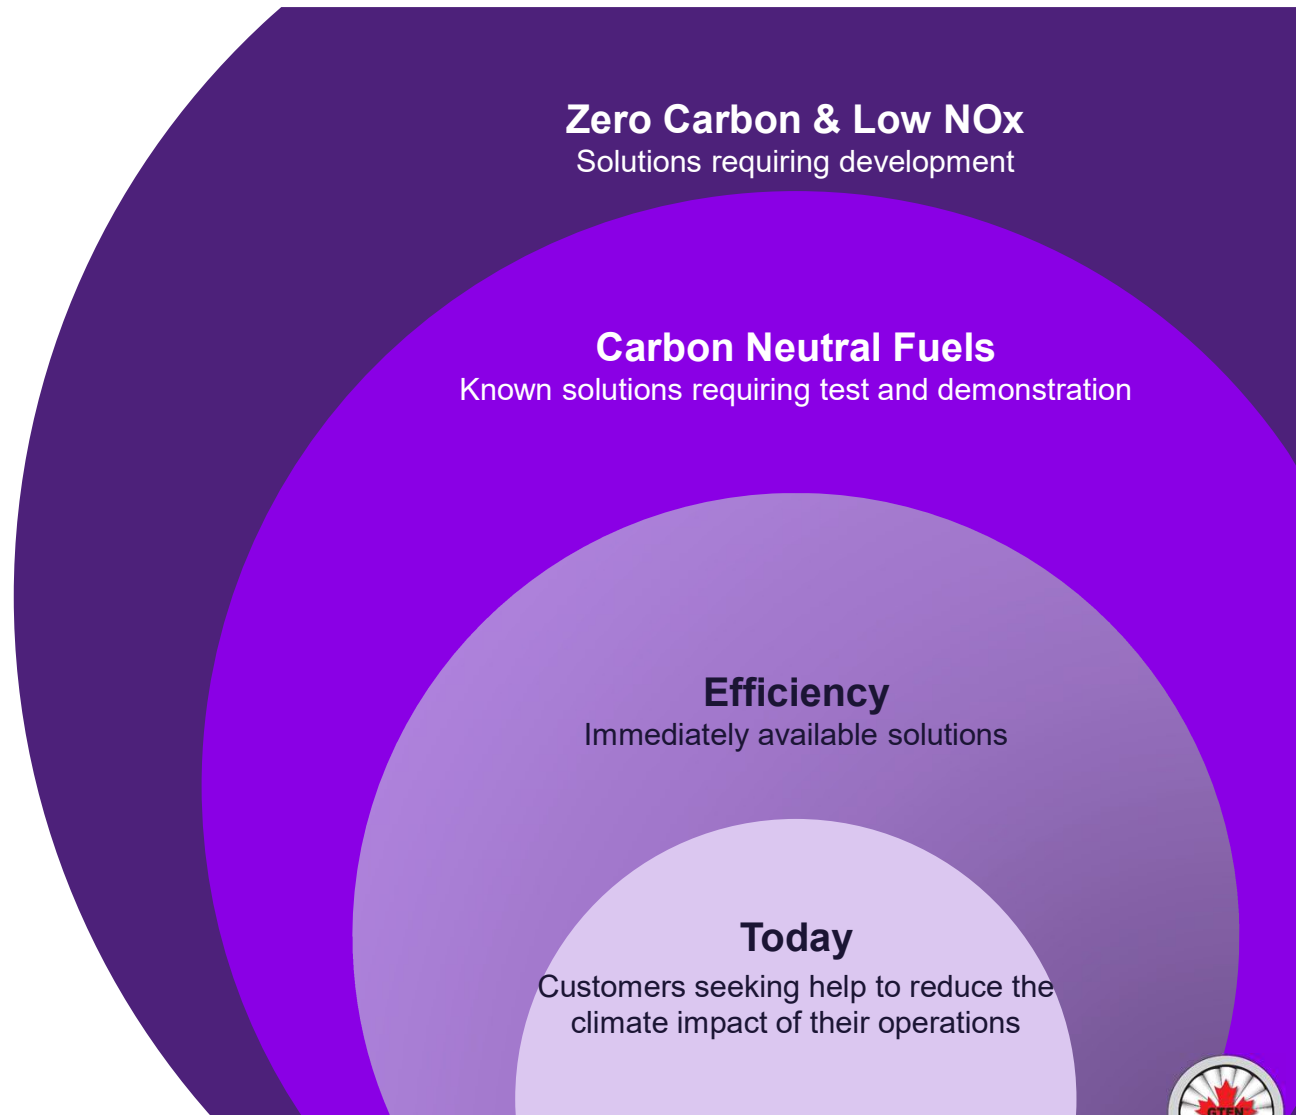 Zero Carbon & Low NOx
Solutions requiring development
Carbon Neutral Fuels
Known solutions requiring test and demonstration
Efficiency
Immediately available solutions
Today
Customers seeking help to reduce the
climate impact of their operations
GTEN